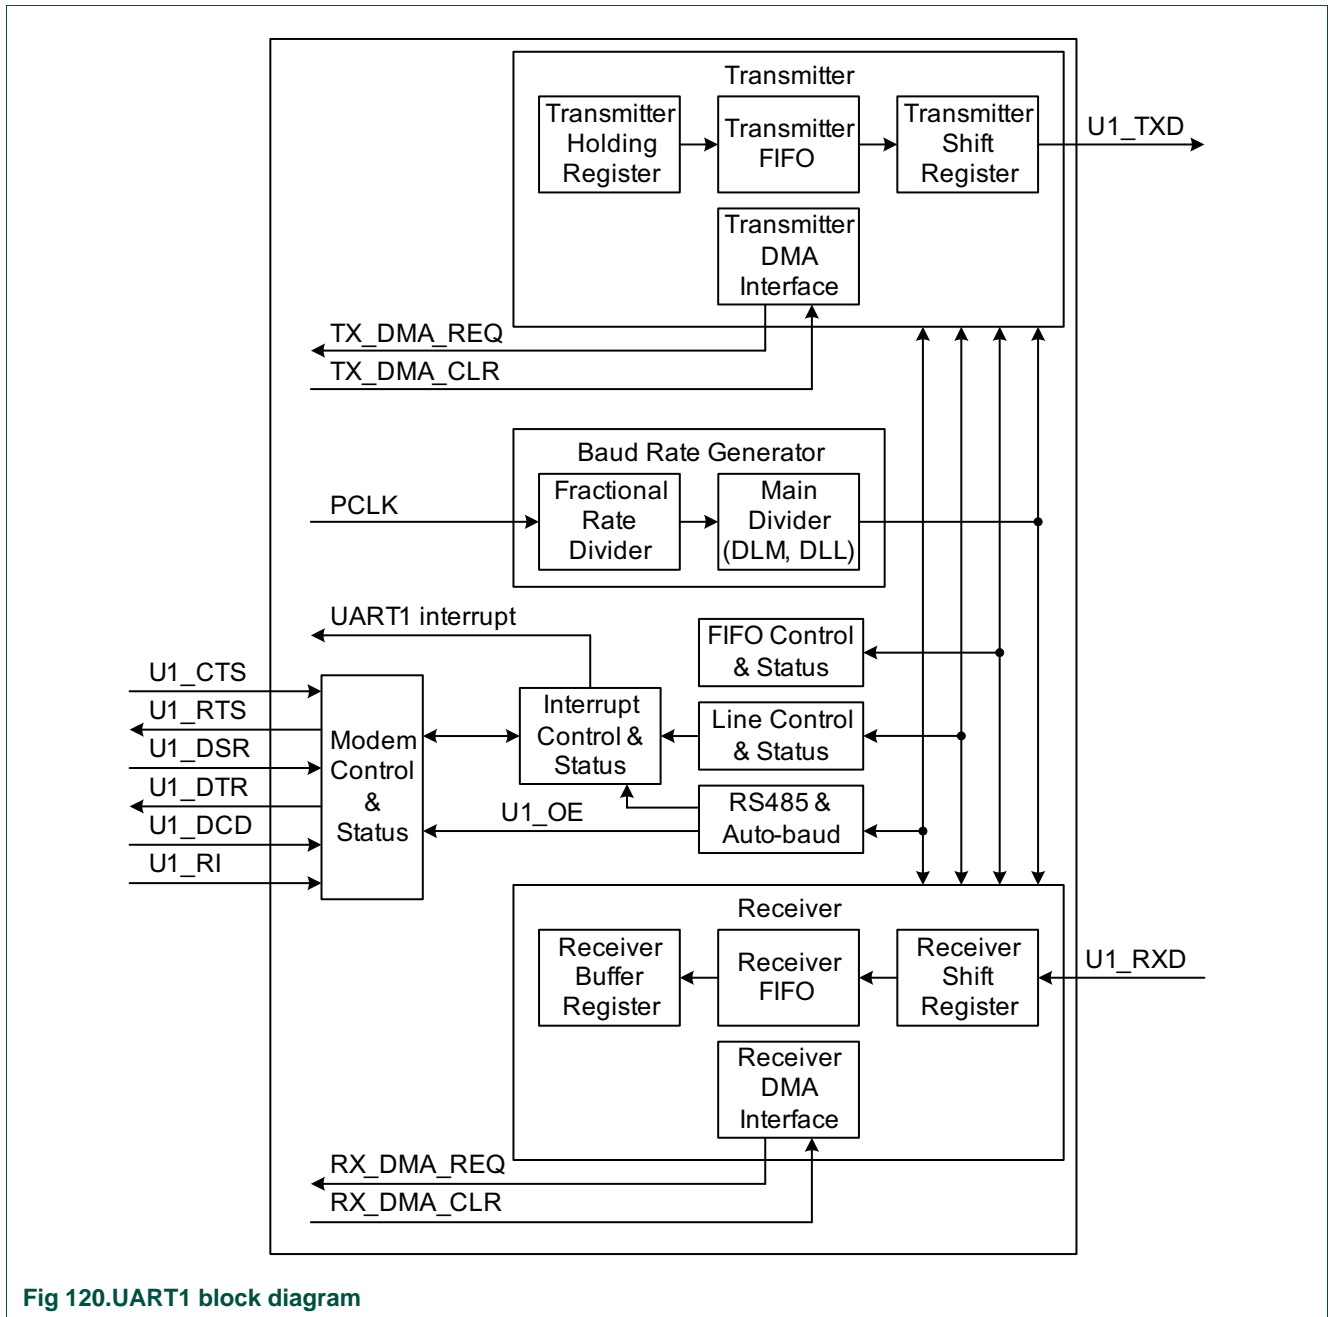 Transmitter
Transmitter
Holding
Register
Transmitter
FIFO
Transmitter
Shift
Register
U1_TXD
Transmitter
DMA
Interface
TX_DMA_REQ
TX_DMA_CLR
Baud Rate Generator
PCLK
Fractional
Rate
Divider
Main
Divider
(DLM, DLL)
UART1 interrupt
FIFO Control
& Status
U1_CTS
U1_RTS
U1_DSR
U1_DTR
U1_DCD
U1_RI
Modem
Control
&
Status
Interrupt
Control &
Status
Line Control
& Status
U1_OE
RS485 &
Auto-baud
Receiver
Receiver
Buffer
Register
Receiver
FIFO
Receiver
Shift
Register
U1_RXD
Receiver
DMA
Interface
RX_DMA_REQ
RX_DMA_CLR
Fig 120.UART1 block diagram